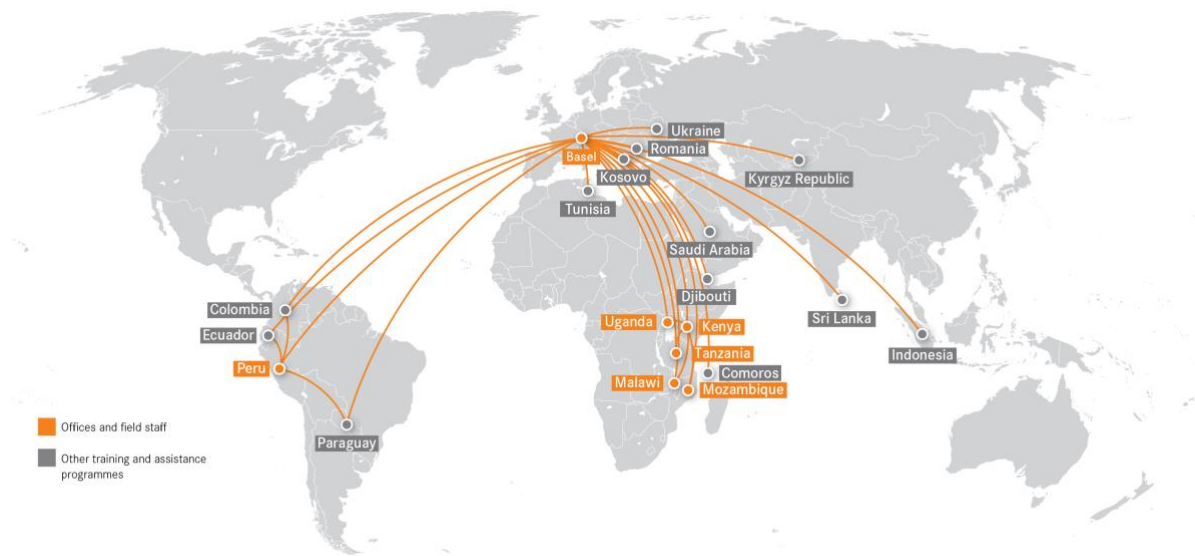 Ukraine
Basel
Romania
Kosovo
Kyrgyz Republic
Tunisia
Saudi Arabia
Djibouti
Colombia
Sri Lanka
Uganda
Kenya
Ecuador
Indonesia
Tanzania
Peru
Comoros
Malawi
Mozambique
Offices and field staff
Paraguay
Other training and assistance
programmes